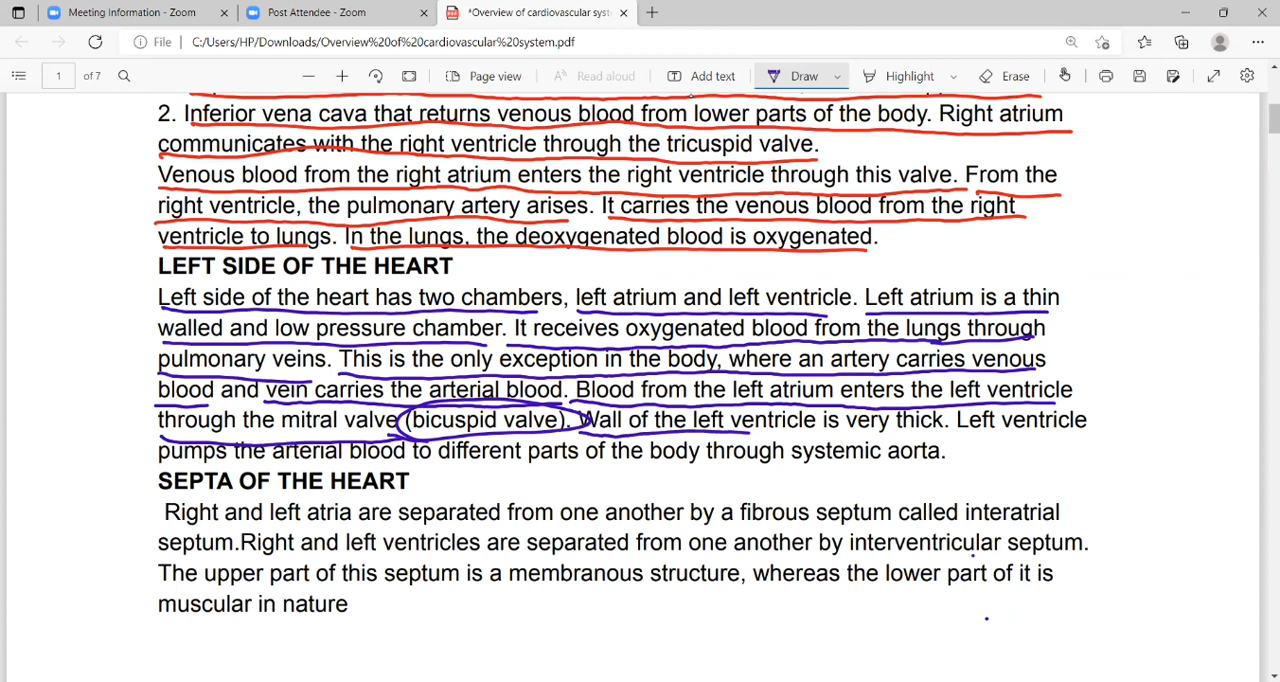 Meeting Information - Zoom
Post Attendee - Zoom
*Overview of cardiovascular syst
File
C:/Users/HP/Downloads/Overview%20of%20cardiovascular%20system.pdf
1
of 7
Page view
Read aloud
Add text
Draw
Highlight
Erase
2. Inferior vena cava that returns venous blood from lower parts of the body. Right atrium
communicates with the right ventricle through the tricuspid valve.
Venous blood from the right atrium enters the right ventricle through this valve. From the
right ventricle, the pulmonary artery arises. It carries the venous blood from the right
ventricle to lungs. In the lungs, the deoxygenated blood is oxygenated.
LEFT SIDE OF THE HEART
Left side of the heart has two chambers, left atrium and left ventricle. Left atrium is a thin
walled and low pressure chamber. It receives oxygenated blood from the lungs through
pulmonary veins. This is the only exception in the body, where an artery carries venous
blood and vein carries the arterial blood. Blood from the left atrium enters the left ventricle
through the mitral valve (bicuspid valve). Wall of the left ventricle is very thick. Left ventricle
pumps the arterial blood to different parts of the body through systemic aorta.
SEPTA OF THE HEART
Right and left atria are separated from one another by a fibrous septum called interatrial
septum.Right and left ventricles are separated from one another by interventricular septum.
The upper part of this septum is a membranous structure, whereas the lower part of it is
muscular in nature